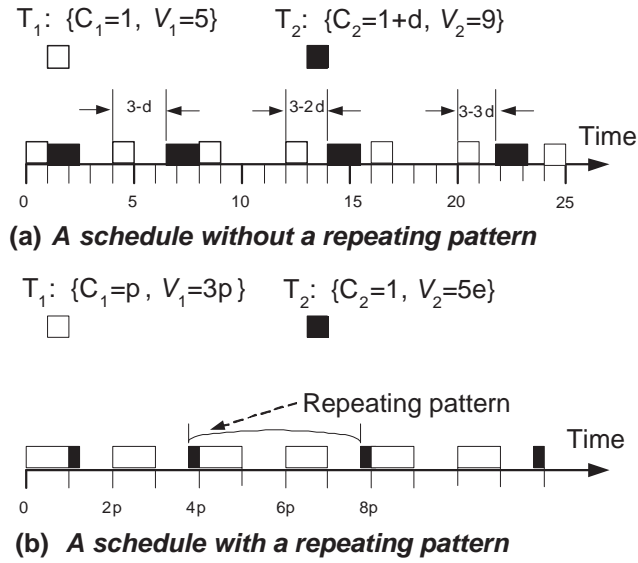 T1: {C1=1, V1=5} T2: {C2=1+d, V2=9}
3-d 3-2d 3-3d
Time
0 5 10 15 20 25
(a) A schedule without a repeating pattern
T1: {C1=p, V1=3p} T2: {C2=1, V2=5e}
Repeating pattern
Time
0 2p 4p 6p 8p
(b) A schedule with a repeating pattern